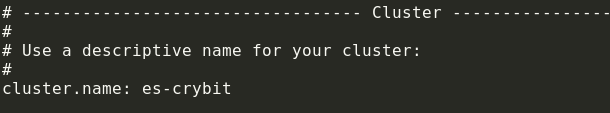 # ---------------------------------- Cluster ----------------
#
# Use a descriptive name for your cluster:
#
cluster.name: es-crybit